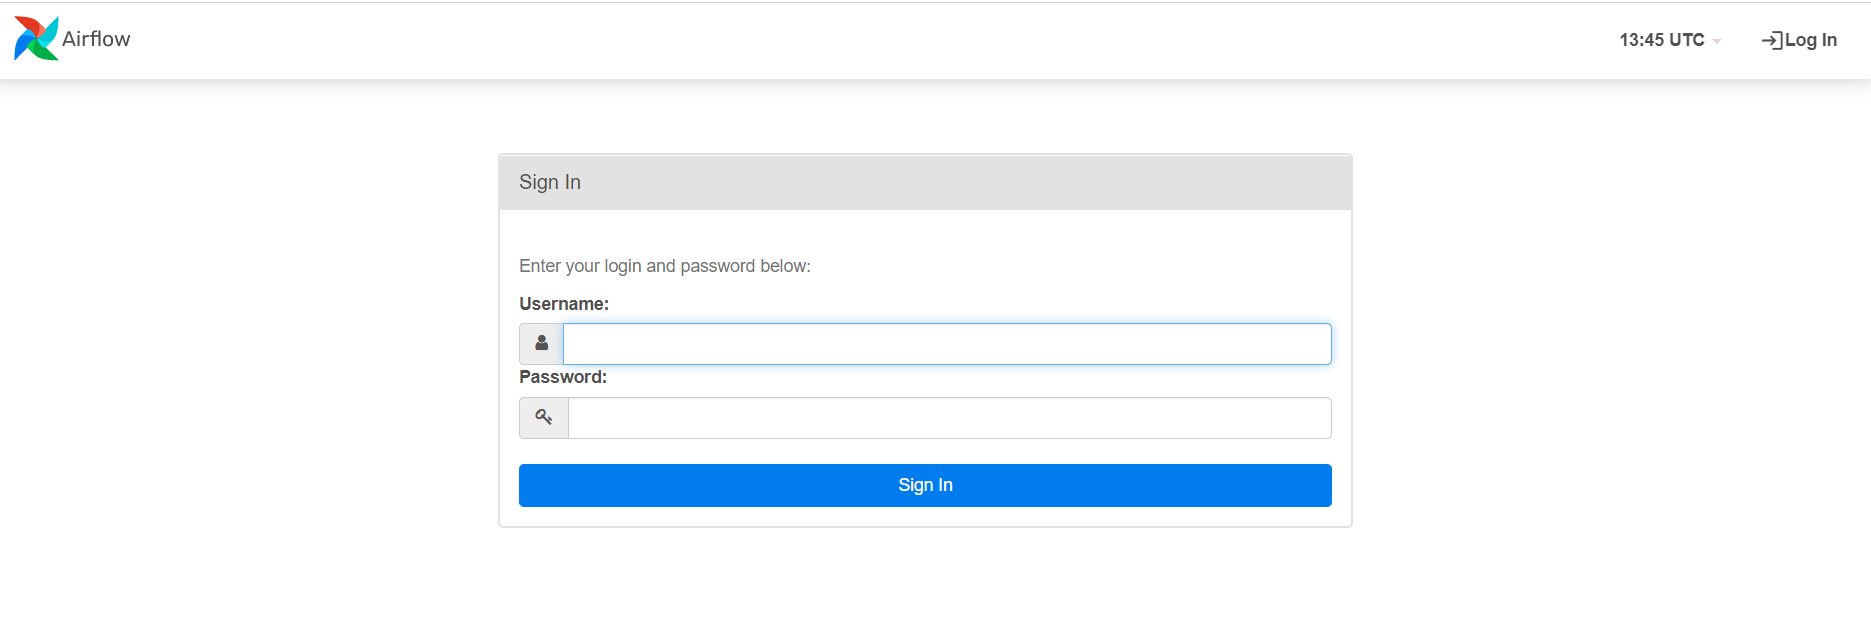 Airflow
13:45 UTC
Log In
Sign In
Enter your login and password below:
Username:
Password:
Sign In